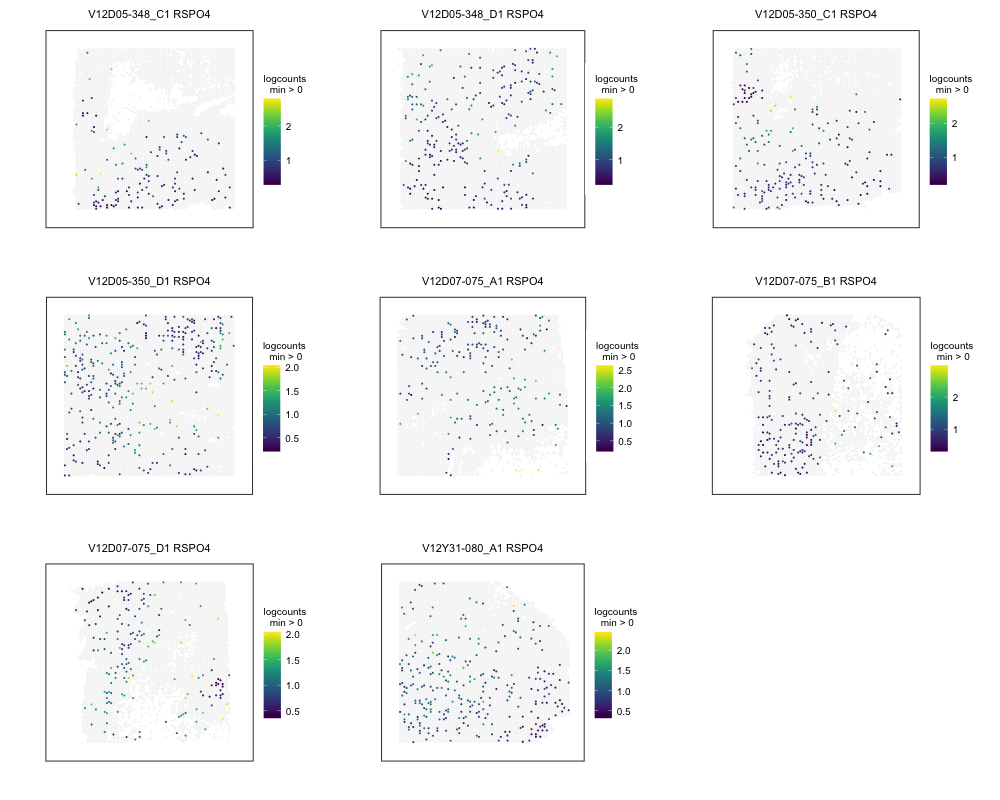 V12D05-348_C1 RSPO4
logcounts
min > 0
2
1
V12D05-348_D1 RSPO4
logcounts
min > 0
2
1
V12D05-350_C1 RSPO4
logcounts
min > 0
2
1
V12D05-350_D1 RSPO4
logcounts
min > 0
2.0
1.5
1.0
0.5
V12D07-075_A1 RSPO4
logcounts
min > 0
2.5
2.0
1.5
1.0
0.5
V12D07-075_B1 RSPO4
logcounts
min > 0
2
1
V12D07-075_D1 RSPO4
logcounts
min > 0
2.0
1.5
1.0
0.5
V12Y31-080_A1 RSPO4
logcounts
min > 0
2.0
1.5
1.0
0.5